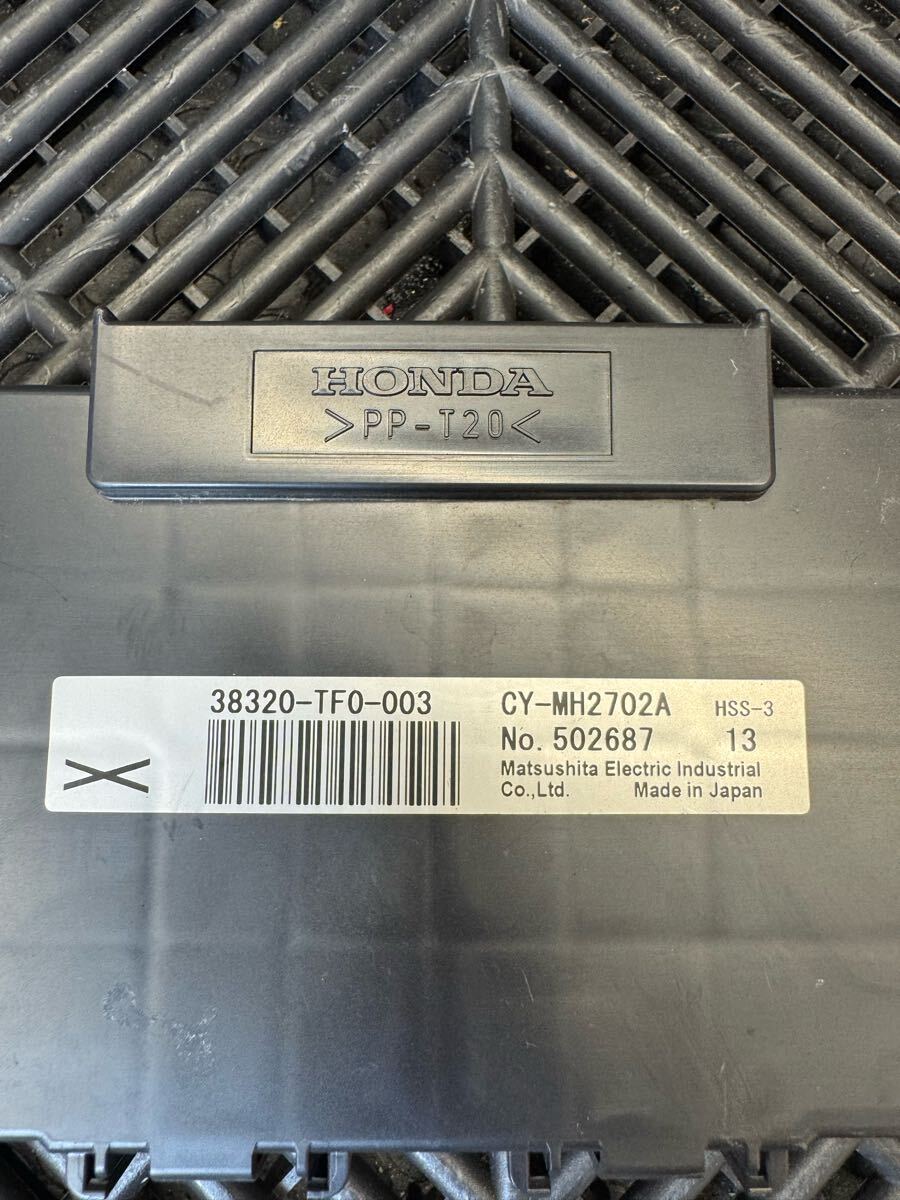 HONDA
>PP-T20<
38320-TF0-003
CY-MH2702A HSS-3
No. 502687 13
Matsushita Electric Industrial
Co.,Ltd. Made in Japan
X